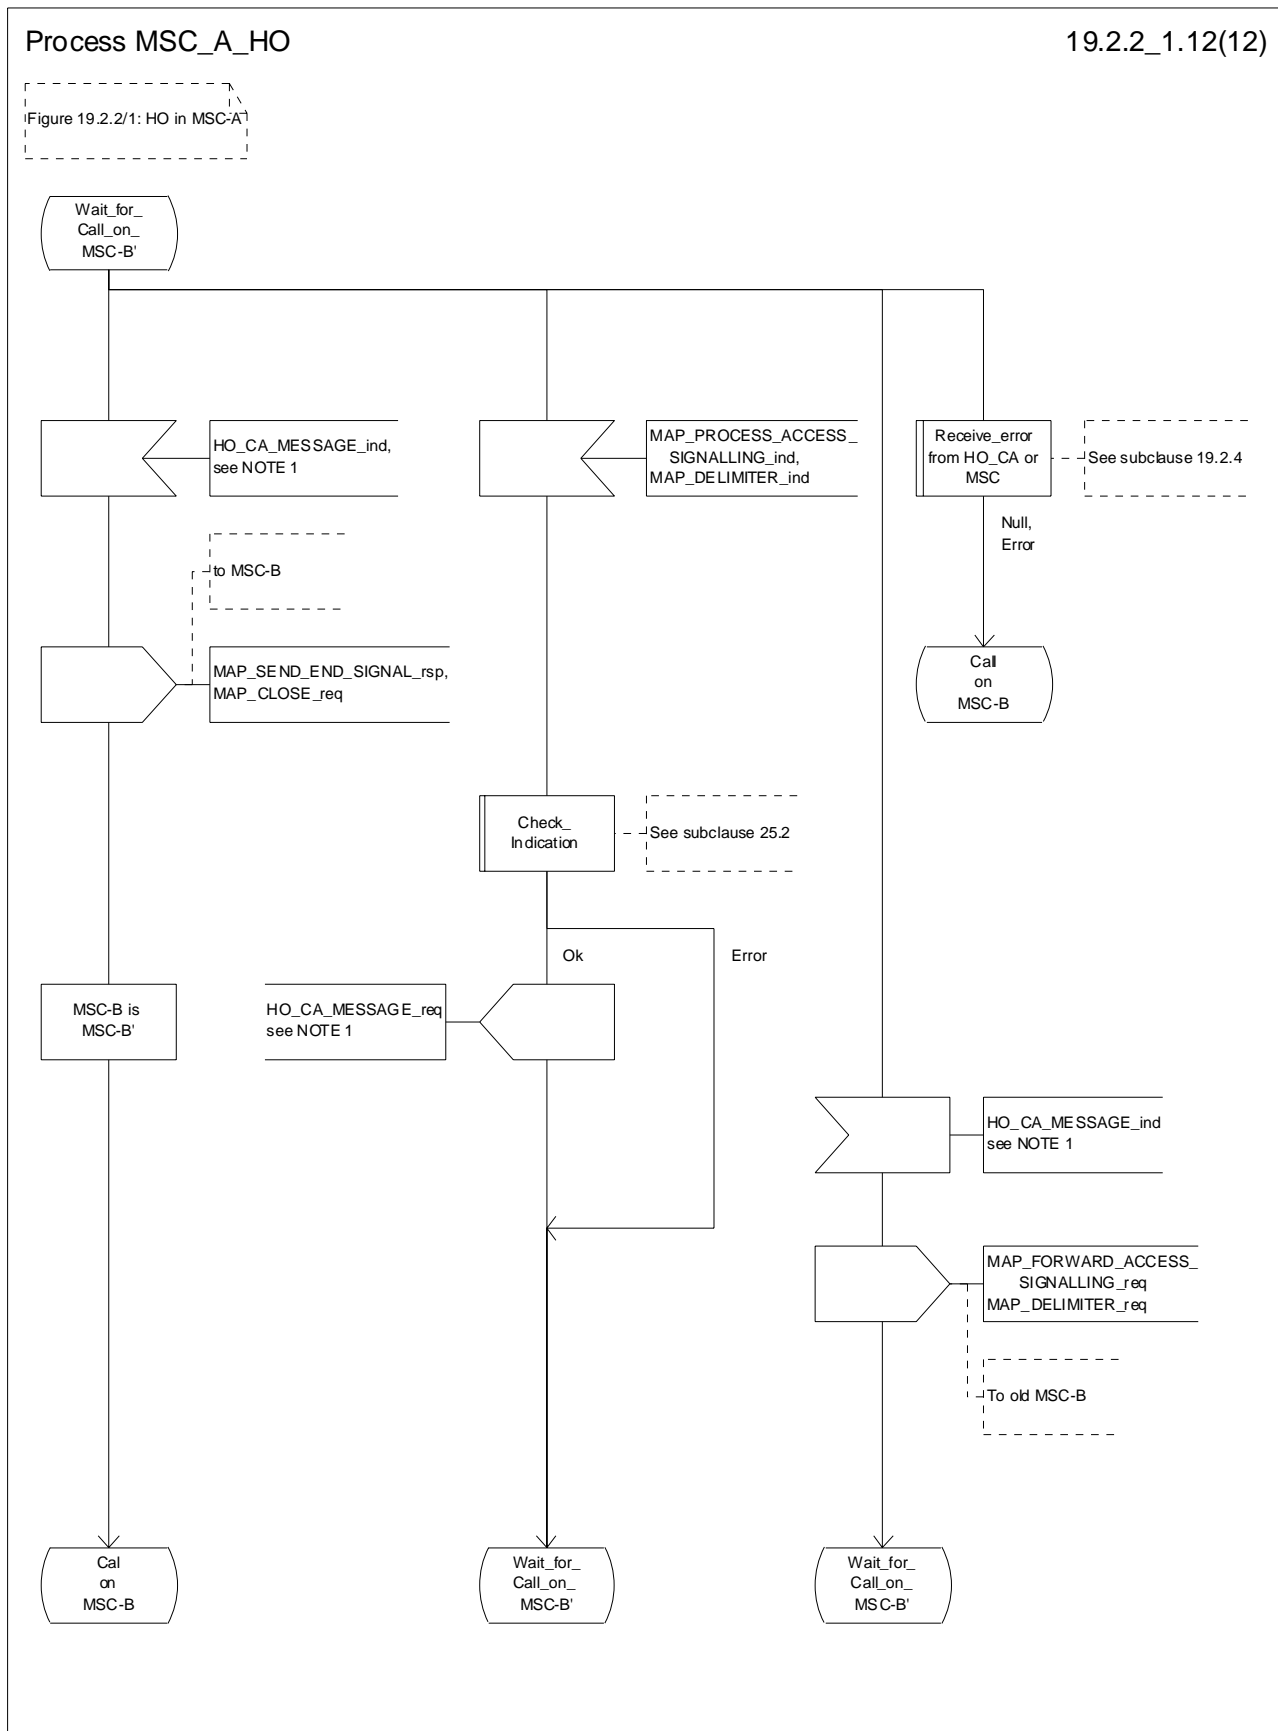 Process MSC_A_HO
19.2.2_1.12(12)
Figure 19.2.2/1: HO in MSC-A
Wait_for_
Call_on_
MSC-B'
HO_CA_MESSAGE_ind,
see NOTE 1
MAP_PROCESS_ACCESS_
SIGNALLING_ind,
MAP_DELIMITER_ind
Receive_error
from HO_CA or
MSC
See subclause 19.2.4
Null,
Error
to MSC-B
MAP_SEND_END_SIGNAL_rsp,
MAP_CLOSE_req
Call
on
MSC-B
Check_
Indication
See subclause 25.2
Ok
Error
MSC-B is
MSC-B'
HO_CA_MESSAGE_req
see NOTE 1
HO_CA_MESSAGE_ind
see NOTE 1
MAP_FORWARD_ACCESS_
SIGNALLING_req
MAP_DELIMITER_req
To old MSC-B
Cal
on
MSC-B
Wait_for_
Call_on_
MSC-B'
Wait_for_
Call_on_
MSC-B'